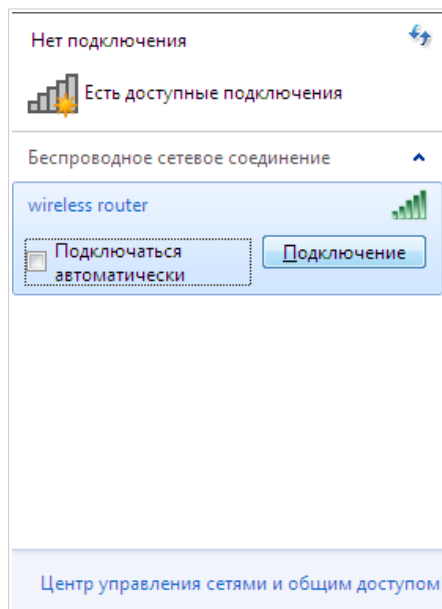 Нет подключения
Есть доступные подключения
Беспроводное сетевое соединение
wireless router
Подключаться
автоматически
Подключение
Центр управления сетями и общим доступом